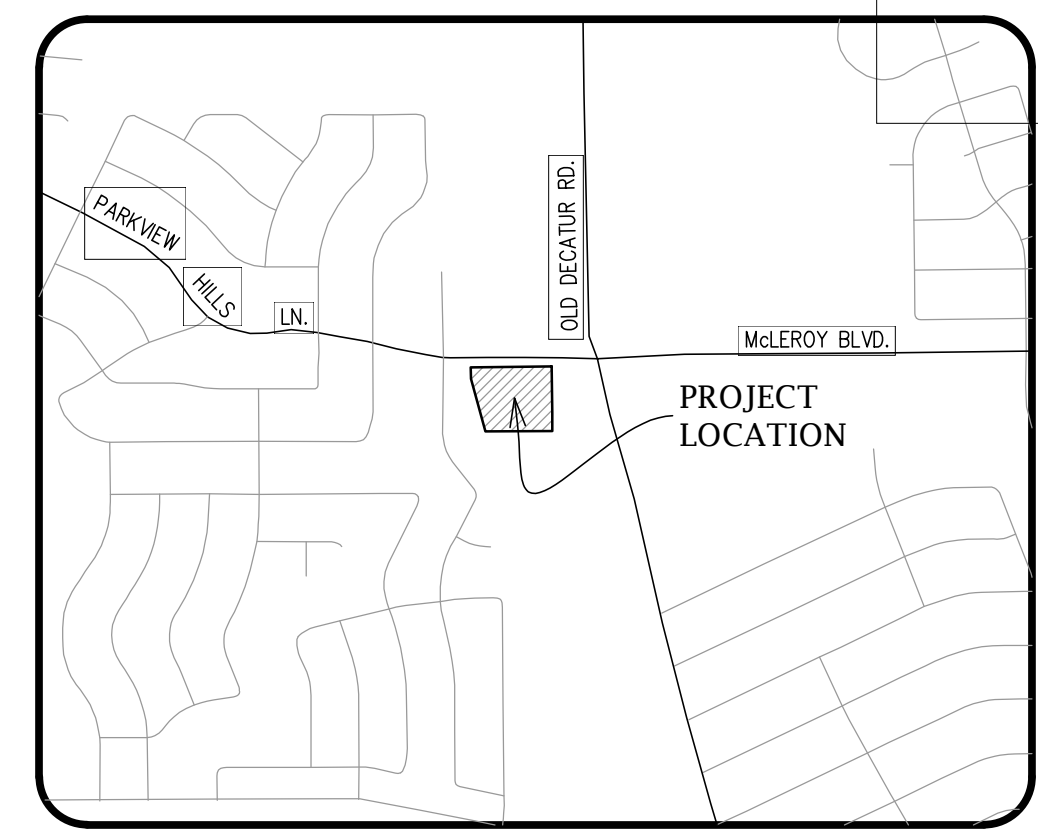 OLD DECATUR RD.
PARKVIEW
HILLS
LN.
McLEROY BLVD.
PROJECT
LOCATION